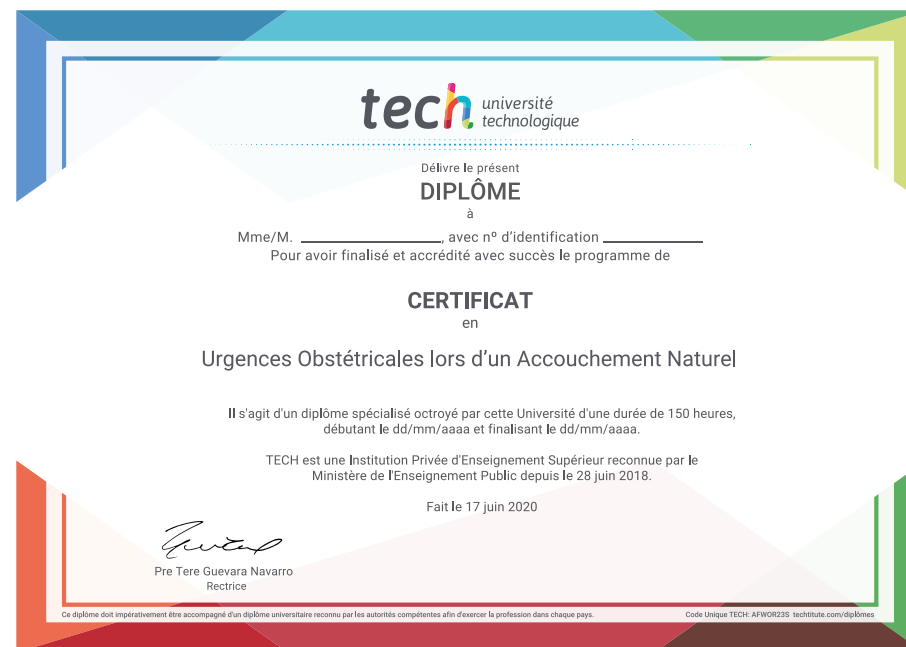 tech université
technologique
Délivre le présent
DIPLÔME
à
Mme/M. ____________________, avec nº d'identification ______________
Pour avoir finalisé et accrédité avec succès le programme de
CERTIFICAT
en
Urgences Obstétricales lors d'un Accouchement Naturel
Il s'agit d'un diplôme spécialisé octroyé par cette Université d'une durée de 150 heures,
débutant le dd/mm/aaaa et finalisant le dd/mm/aaaa.
TECH est une Institution Privée d'Enseignement Supérieur reconnue par le
Ministère de l'Enseignement Public depuis le 28 juin 2018.
Fait le 17 juin 2020
Pre Tere Guevara Navarro
Rectrice
Ce diplôme doit impérativement être accompagné d'un diplôme universitaire reconnu par les autorités compétentes afin d'exercer la profession dans chaque pays.
Code Unique TECH: AFWOR23S techtitute.com/diplômes